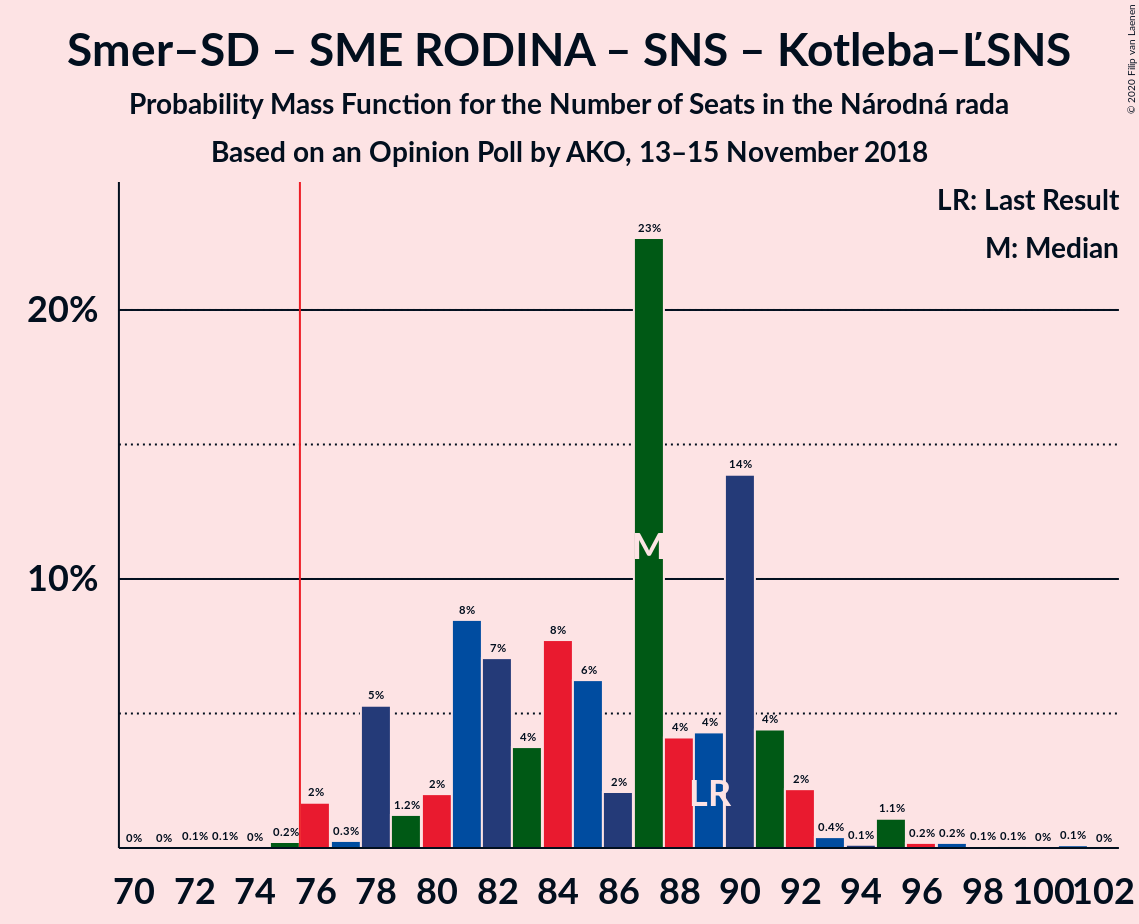 Smer–SD – SME RODINA – SNS – Kotleba–ĽSNS
Probability Mass Function for the Number of Seats in the Národná rada
Based on an Opinion Poll by AKO, 13–15 November 2018
© 2020 Filip van Laenen
LR: Last Result
M: Median
20%
10%
0% 0% 0.1% 0.1% 0% 0.2% 2% 0.3% 5% 1.2% 2% 8% 7% 4% 8% 6% 2% 23% 4% 4% 14% 4% 2% 0.4% 0.1% 1.1% 0.2% 0.2% 0.1% 0.1% 0% 0.1% 0%
M
LR
70 72 74 76 78 80 82 84 86 88 90 92 94 96 98 100 102